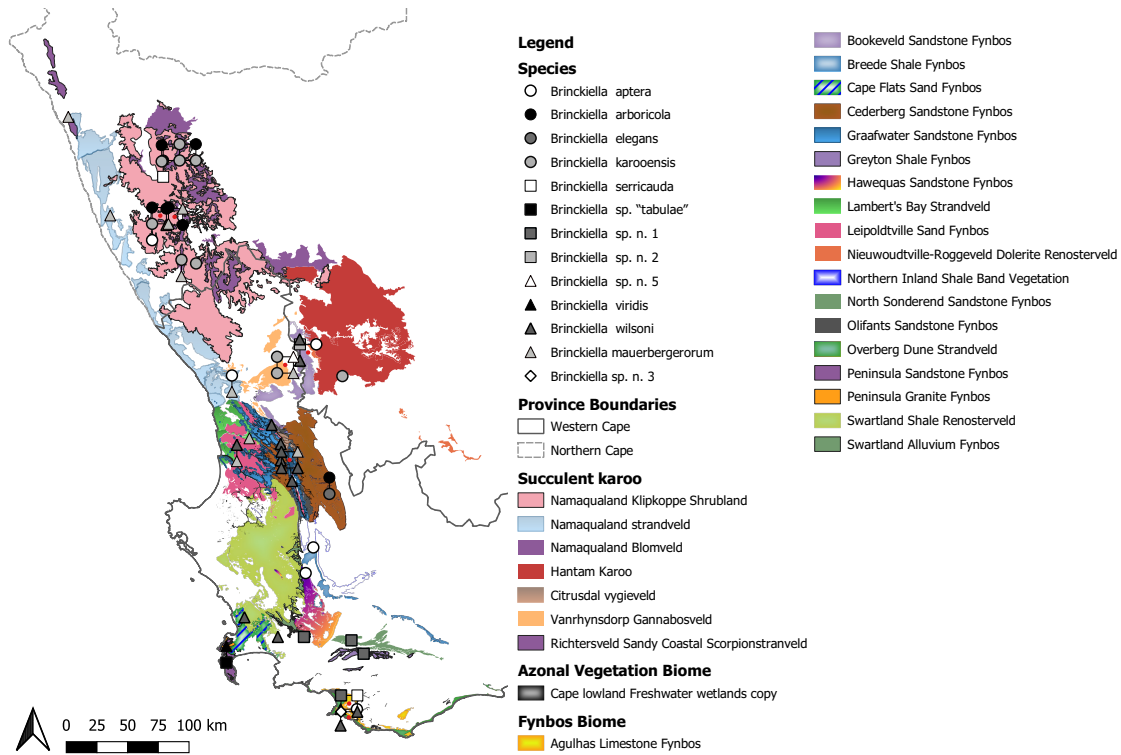 Legend
Species
Brinckiella aptera
Brinckiella arboricola
Brinckiella elegans
Brinckiella karooensis
Brinckiella serricauda
Brinckiella sp. “tabulae”
Brinckiella sp. n. 1
Brinckiella sp. n. 2
Brinckiella sp. n. 5
Brinckiella viridis
Brinckiella wilsoni
Brinckiella mauerbergerorum
Brinckiella sp. n. 3
Province Boundaries
Western Cape
Northern Cape
Succulent karoo
Namaqualand Klipkoppe Shrubland
Namaqualand strandveld
Namaqualand Blomveld
Hantam Karoo
Citrusdal vygieveld
Vanrhynsdorp Gannabosveld
Richtersveld Sandy Coastal Scorpionstranveld
Azonal Vegetation Biome
Cape lowland Freshwater wetlands copy
Fynbos Biome
Agulhas Limestone Fynbos
Bookeveld Sandstone Fynbos
Breede Shale Fynbos
Cape Flats Sand Fynbos
Cederberg Sandstone Fynbos
Graafwater Sandstone Fynbos
Greyton Shale Fynbos
Hawequas Sandstone Fynbos
Lambert's Bay Strandveld
Leipoldtville Sand Fynbos
Nieuwoudtville-Roggeveld Dolerite Renosterveld
Northern Inland Shale Band Vegetation
North Sonderend Sandstone Fynbos
Olifants Sandstone Fynbos
Overberg Dune Strandveld
Peninsula Sandstone Fynbos
Peninsula Granite Fynbos
Swartland Shale Renosterveld
Swartland Alluvium Fynbos
0 25 50 75 100 km